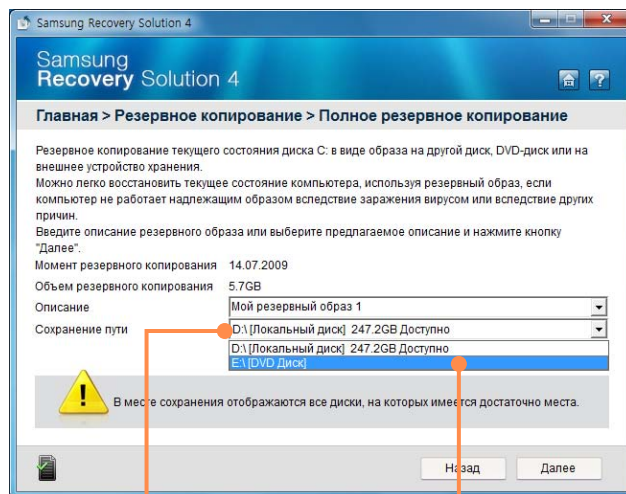 Samsung Recovery Solution 4
Samsung
Recovery Solution 4
Главная > Резервное копирование > Полное резервное копирование
Резервное копирование текущего состояния диска C: в виде образа на другой диск, DVD-диск или на
внешнее устройство хранения.
Можно легко восстановить текущее состояние компьютера, используя резервный образ, если
компьютер не работает надлежащим образом вследствие заражения вирусом или вследствие других
причин.
Введите описание резервного образа или выберите предлагаемое описание и нажмите кнопку
"Далее".
Момент резервного копирования 14.07.2009
Объем резервного копирования 5.7GB
Описание Мой резервный образ 1
Сохранение пути D:\ [Локальный диск] 247.2GB Доступно
D:\ [Локальный диск] 247.2GB Доступно
E:\ [DVD Диск]
В месте сохранения отображаются все диски, на которых имеется достаточно места.
Назад Далее